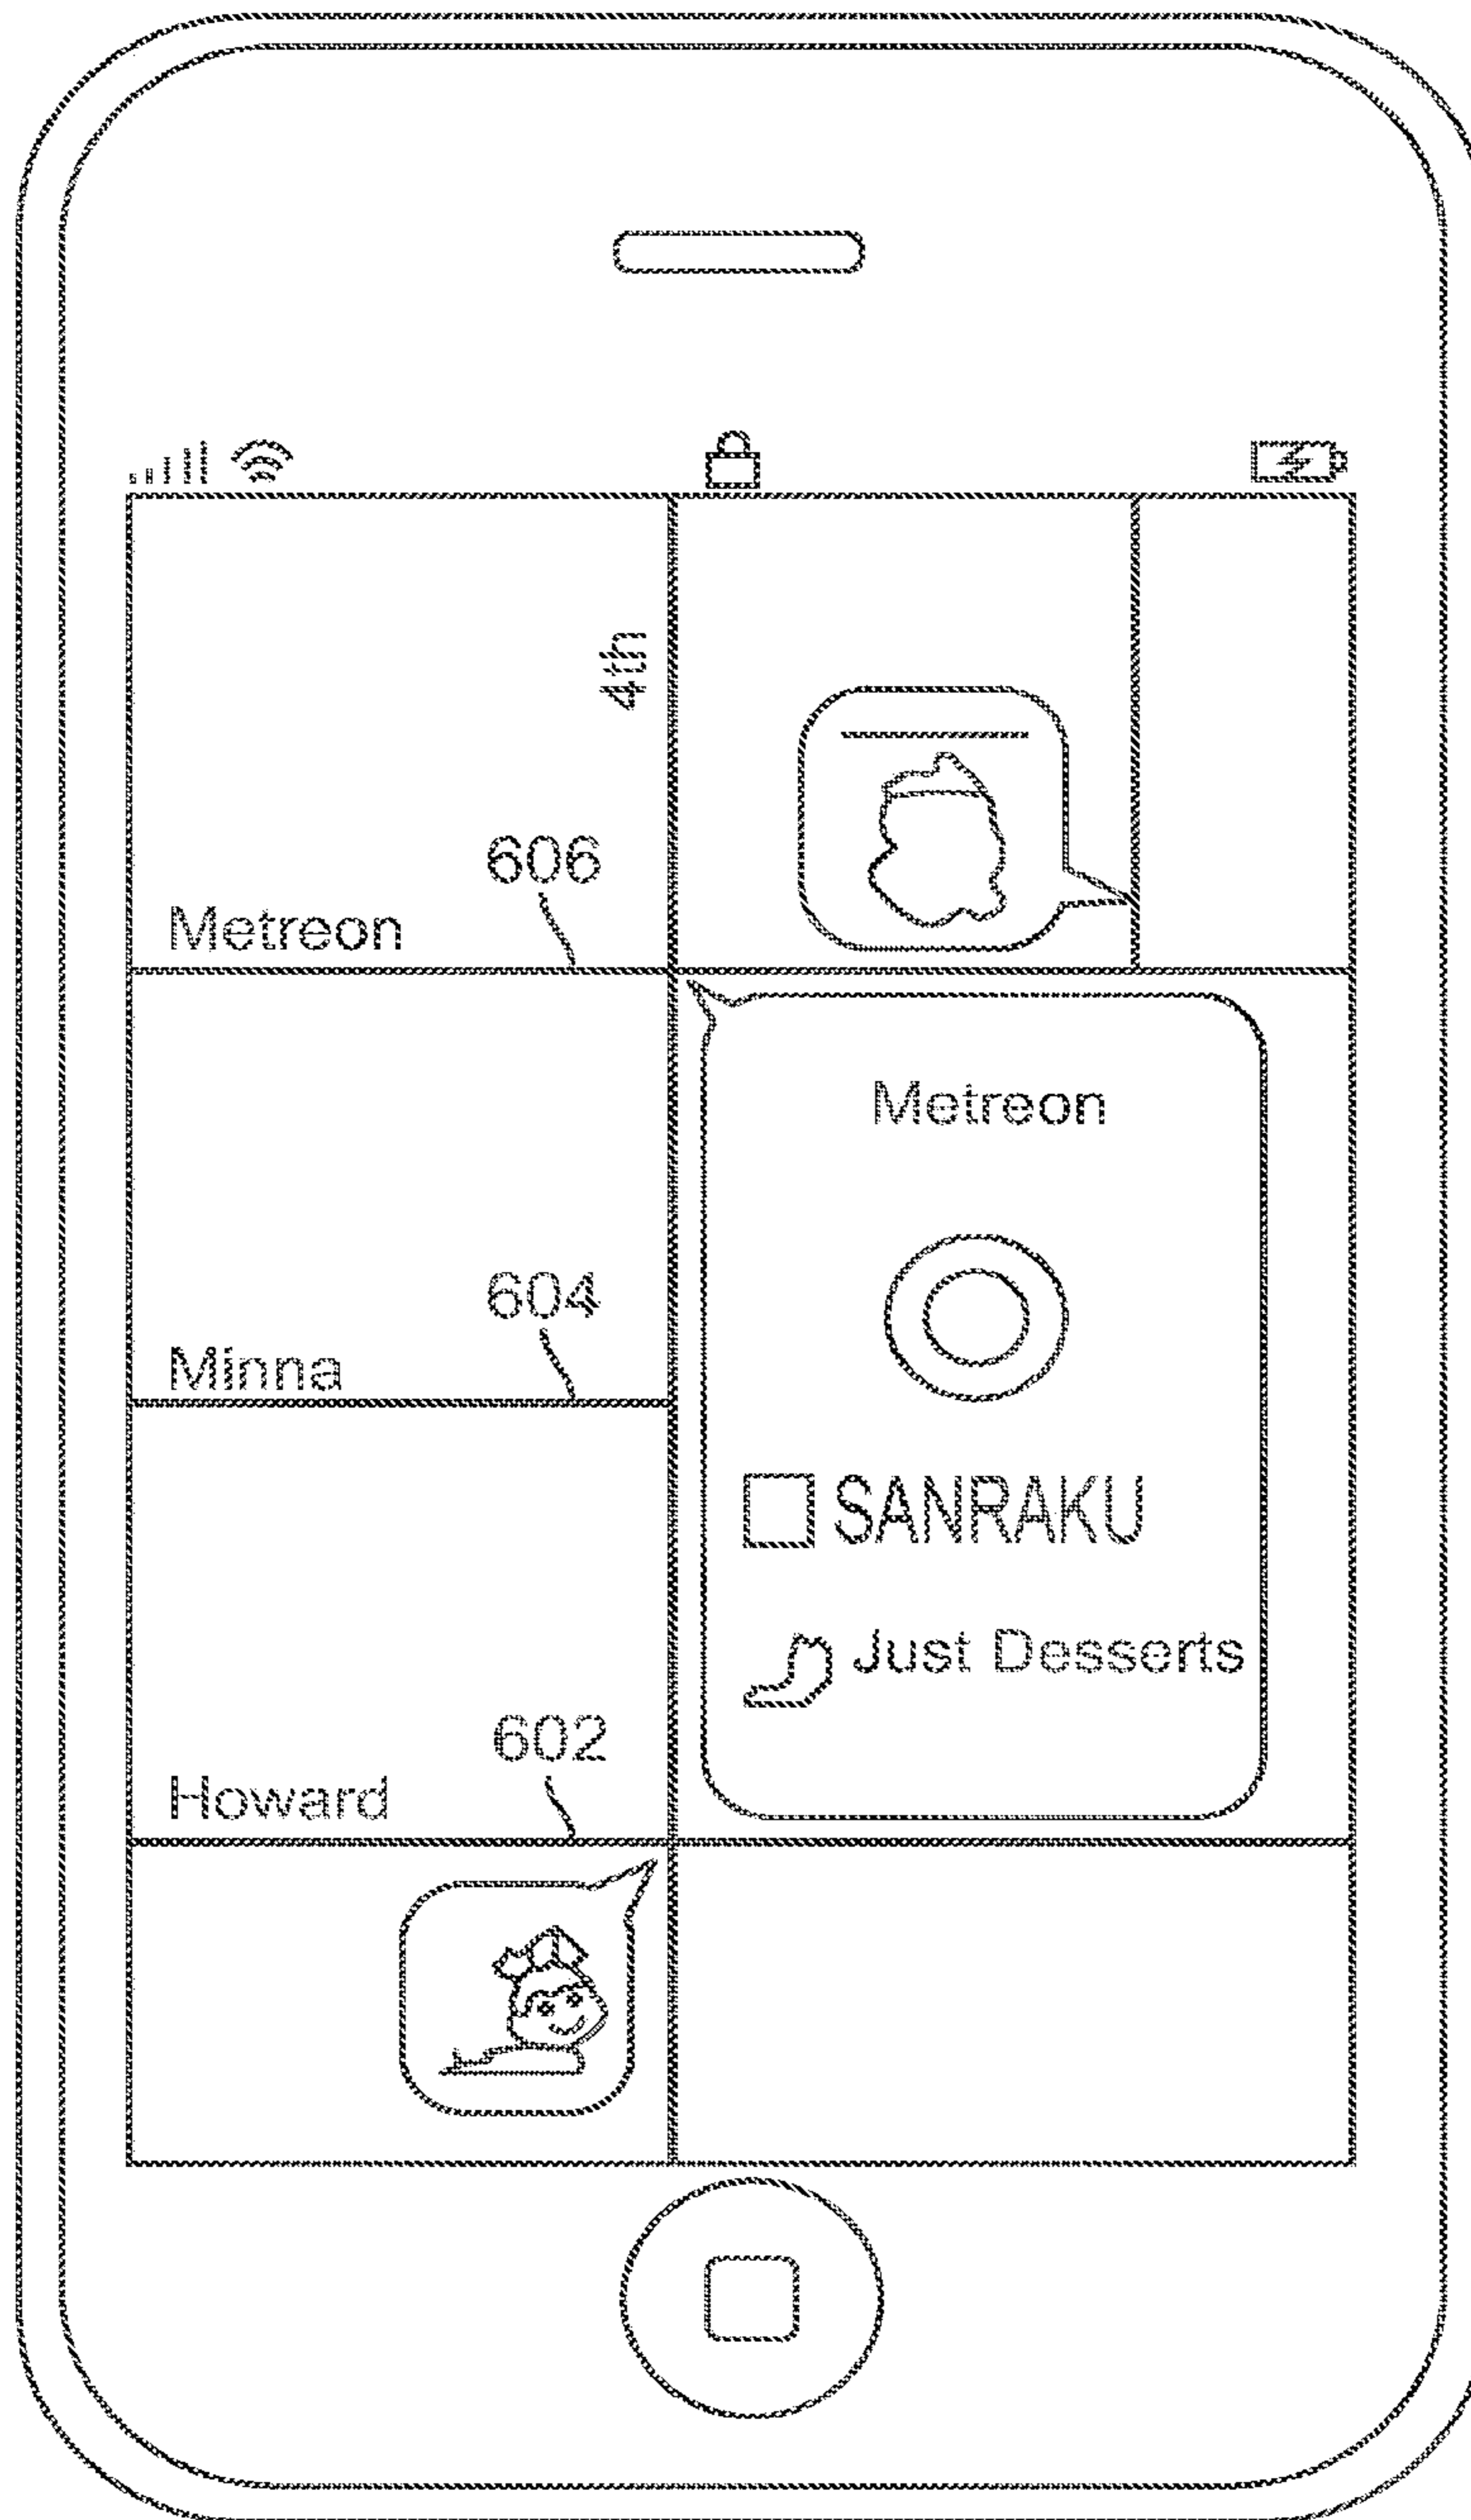 4th
606
Metreon
Metreon
604
Minna
SANRAKU
Just Desserts
602
Howard